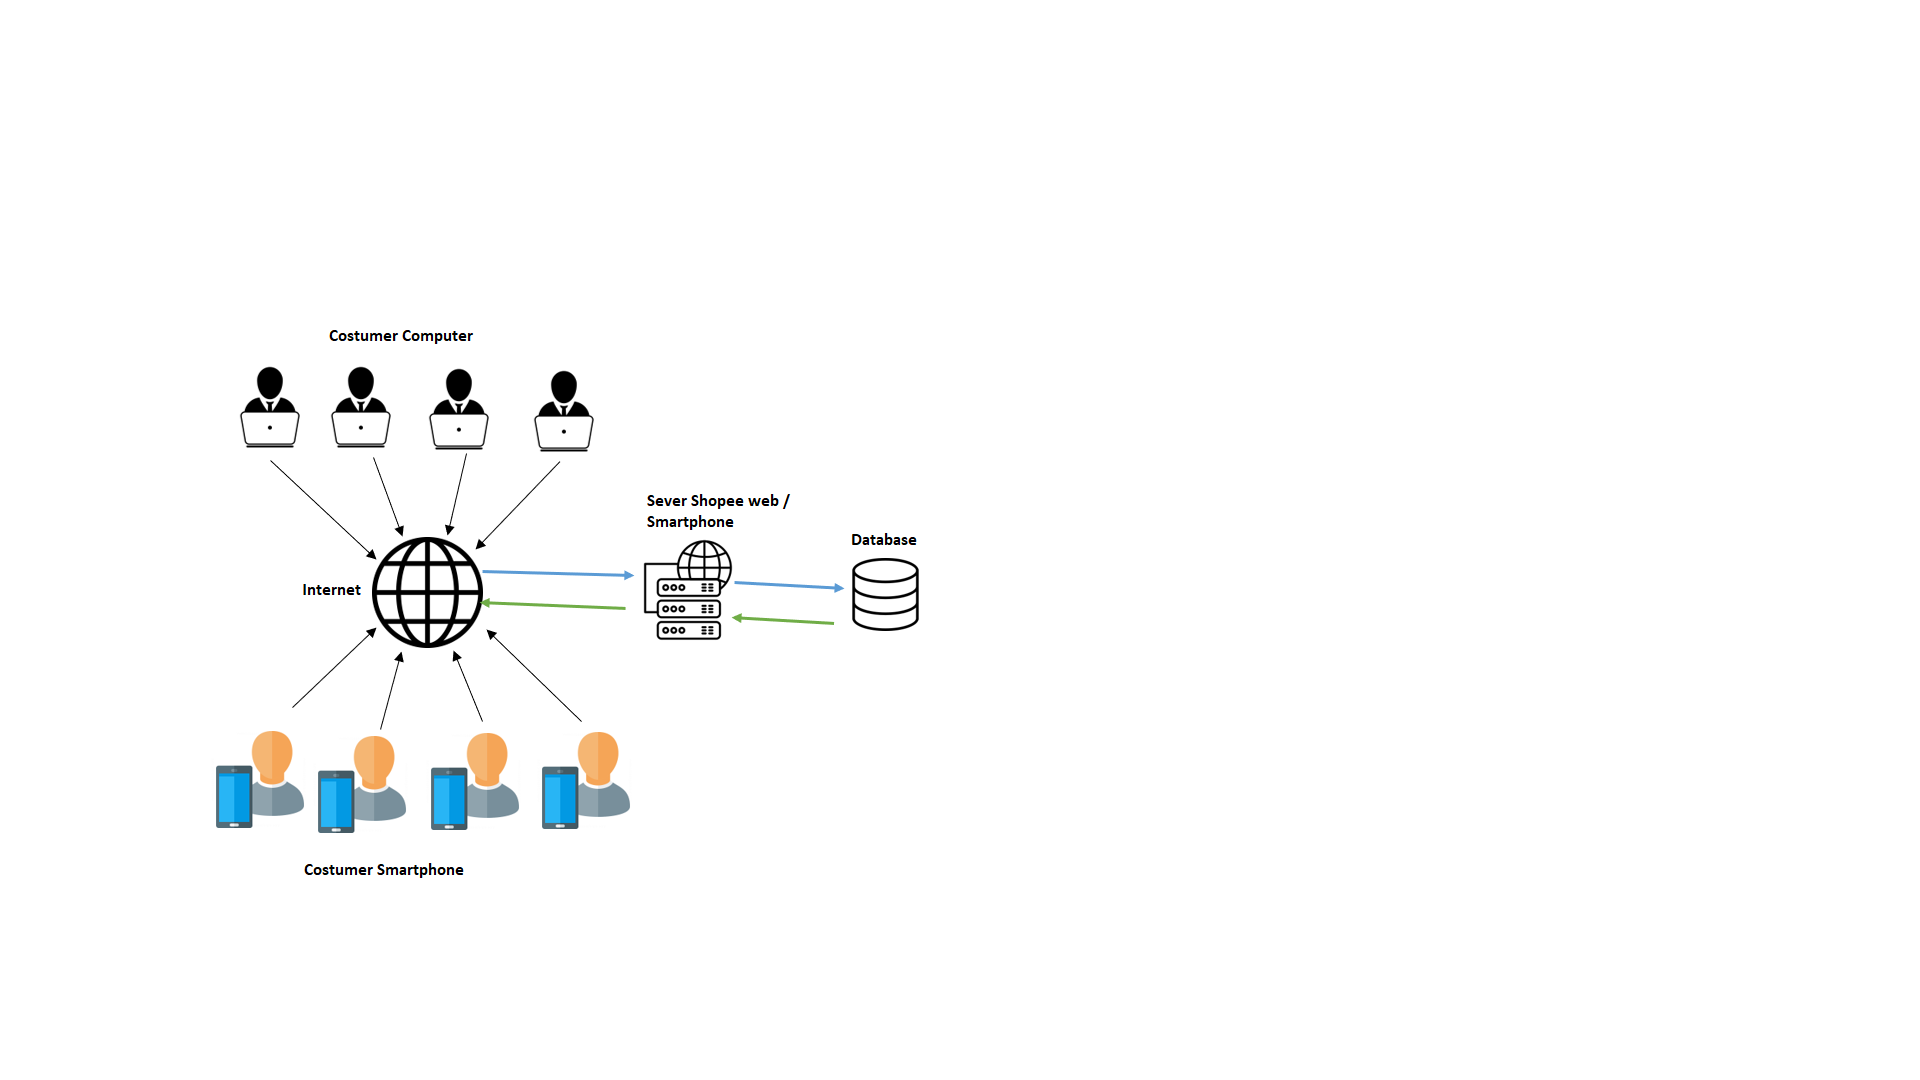 Costumer Computer
Sever Shopee web /
Smartphone
Database
Internet
Costumer Smartphone